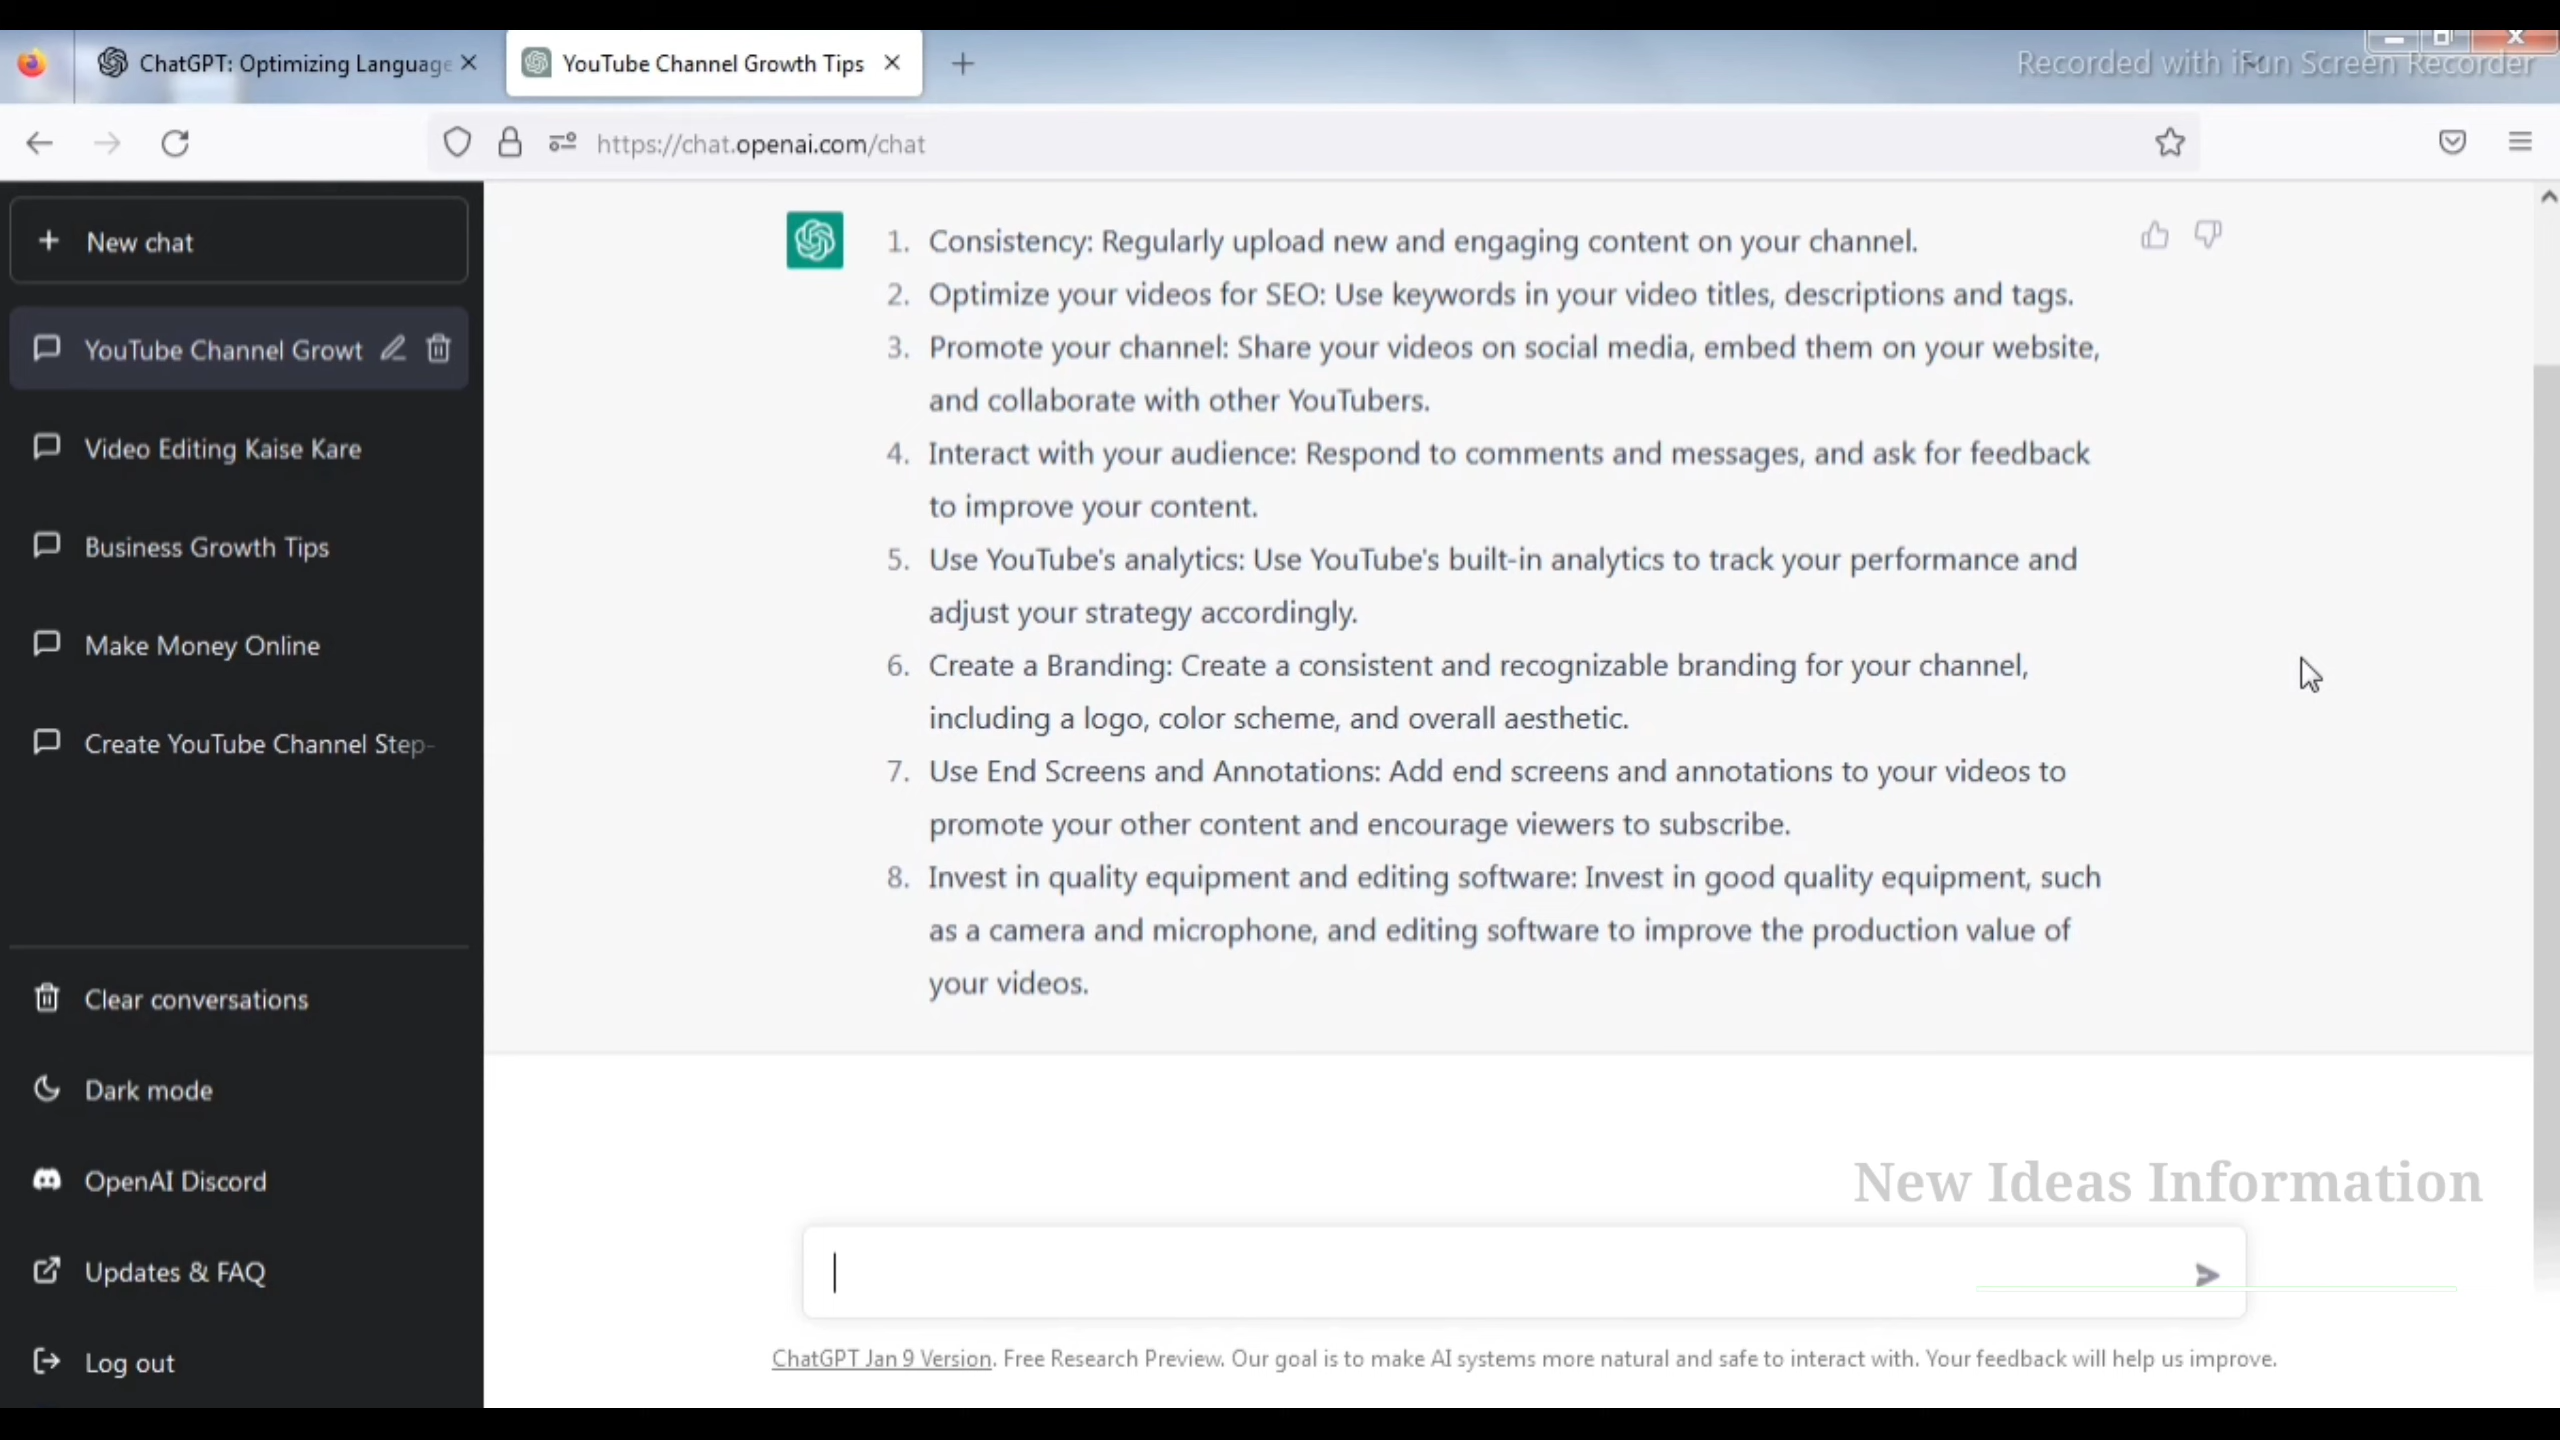 ChatGPT: Optimizing Language
YouTube Channel Growth Tips
Recorded with iFun Screen Recorder
https://chat.openai.com/chat
New chat
YouTube Channel Growt
Video Editing Kaise Kare
Business Growth Tips
Make Money Online
Create YouTube Channel Step-
Clear conversations
Dark mode
OpenAI Discord
Updates & FAQ
Log out
1. Consistency: Regularly upload new and engaging content on your channel.
2. Optimize your videos for SEO: Use keywords in your video titles, descriptions and tags.
3. Promote your channel: Share your videos on social media, embed them on your website,
and collaborate with other YouTubers.
4. Interact with your audience: Respond to comments and messages, and ask for feedback
to improve your content.
5. Use YouTube's analytics: Use YouTube's built-in analytics to track your performance and
adjust your strategy accordingly.
6. Create a Branding: Create a consistent and recognizable branding for your channel,
including a logo, color scheme, and overall aesthetic.
7. Use End Screens and Annotations: Add end screens and annotations to your videos to
promote your other content and encourage viewers to subscribe.
8. Invest in quality equipment and editing software: Invest in good quality equipment, such
as a camera and microphone, and editing software to improve the production value of
your videos.
New Ideas Information
ChatGPT Jan 9 Version. Free Research Preview. Our goal is to make AI systems more natural and safe to interact with. Your feedback will help us improve.